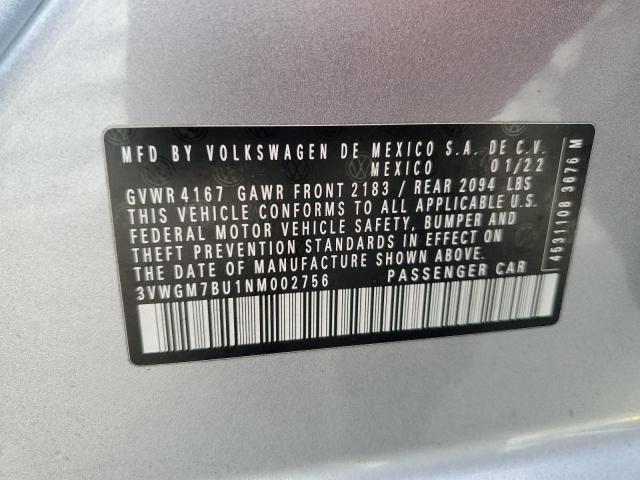 MFD BY VOLKSWAGEN DE MEXICO S.A. DE C.V.
MEXICO 01/22
GVWR 4167 GAWR FRONT 2183 / REAR 2094 LBS
THIS VEHICLE CONFORMS TO ALL APPLICABLE U.S.
FEDERAL MOTOR VEHICLE SAFETY, BUMPER AND
THEFT PREVENTION STANDARDS IN EFFECT ON
THE DATE OF MANUFACTURE SHOWN ABOVE.
3VWGM7BU1NM002756 PASSENGER CAR
4531108 3676 M